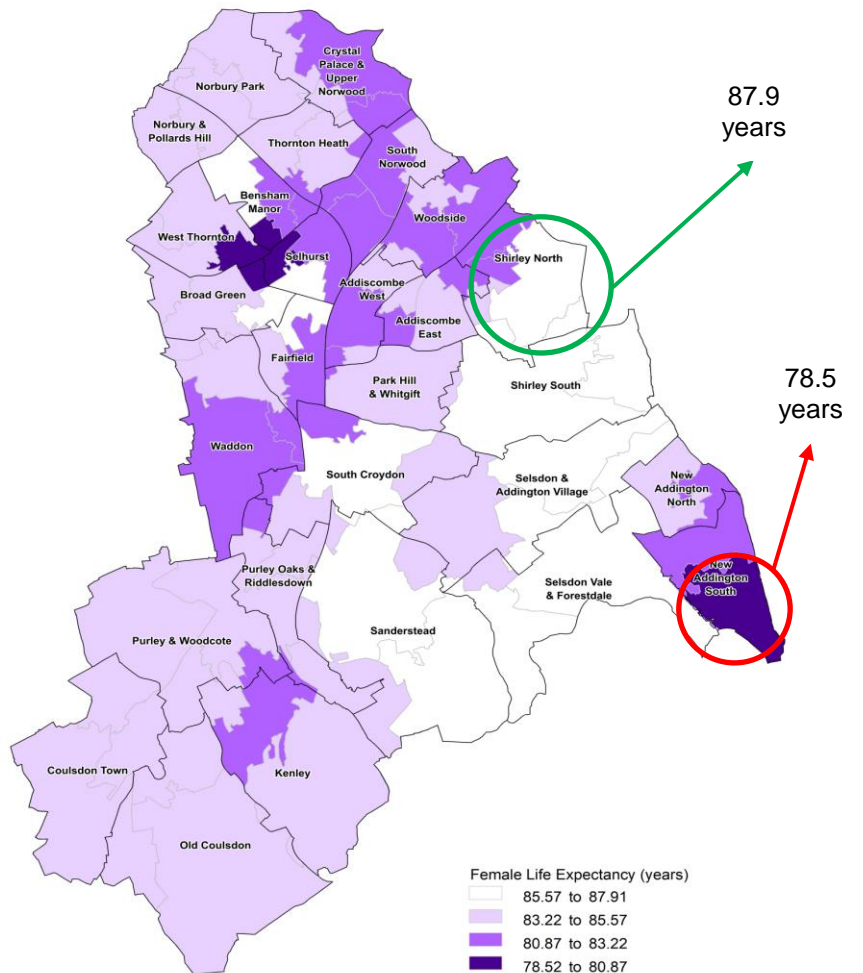 Crystal
Palace &
Upper
Norwood
Norbury Park
87.9
years
Norbury &
Pollards Hill
Thornton Heath
South
Norwood
Bensham
Manor
Woodside
West Thornton
Selhurst
Shirley North
Broad Green
Addiscombe
West
Addiscombe
East
Fairfield
Park Hill
& Whitgift
Shirley South
78.5
years
Waddon
South Croydon
Selsdon &
Addington Village
New
Addington
North
Purley Oaks &
Riddlesdown
Selsdon Vale
& Forestdale
New
Addington
South
Purley & Woodcote
Sanderstead
Coulsdon Town
Kenley
Old Coulsdon
Female Life Expectancy (years)
85.57 to 87.91
83.22 to 85.57
80.87 to 83.22
78.52 to 80.87